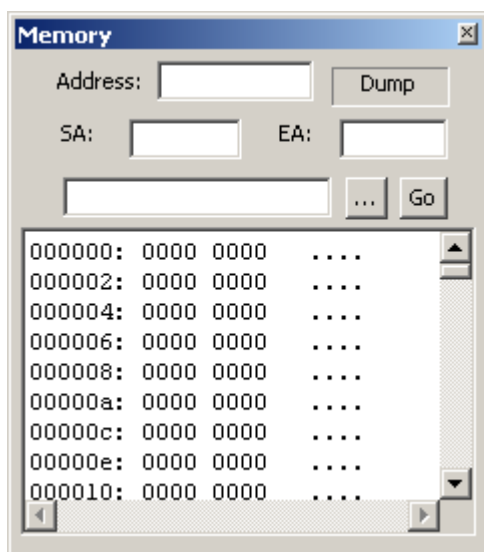 Memory
Address: Dump
SA: EA:
... Go
000000: 0000 0000 ....
000002: 0000 0000 ....
000004: 0000 0000 ....
000006: 0000 0000 ....
000008: 0000 0000 ....
00000a: 0000 0000 ....
00000c: 0000 0000 ....
00000e: 0000 0000 ....
000010: 0000 0000 ....